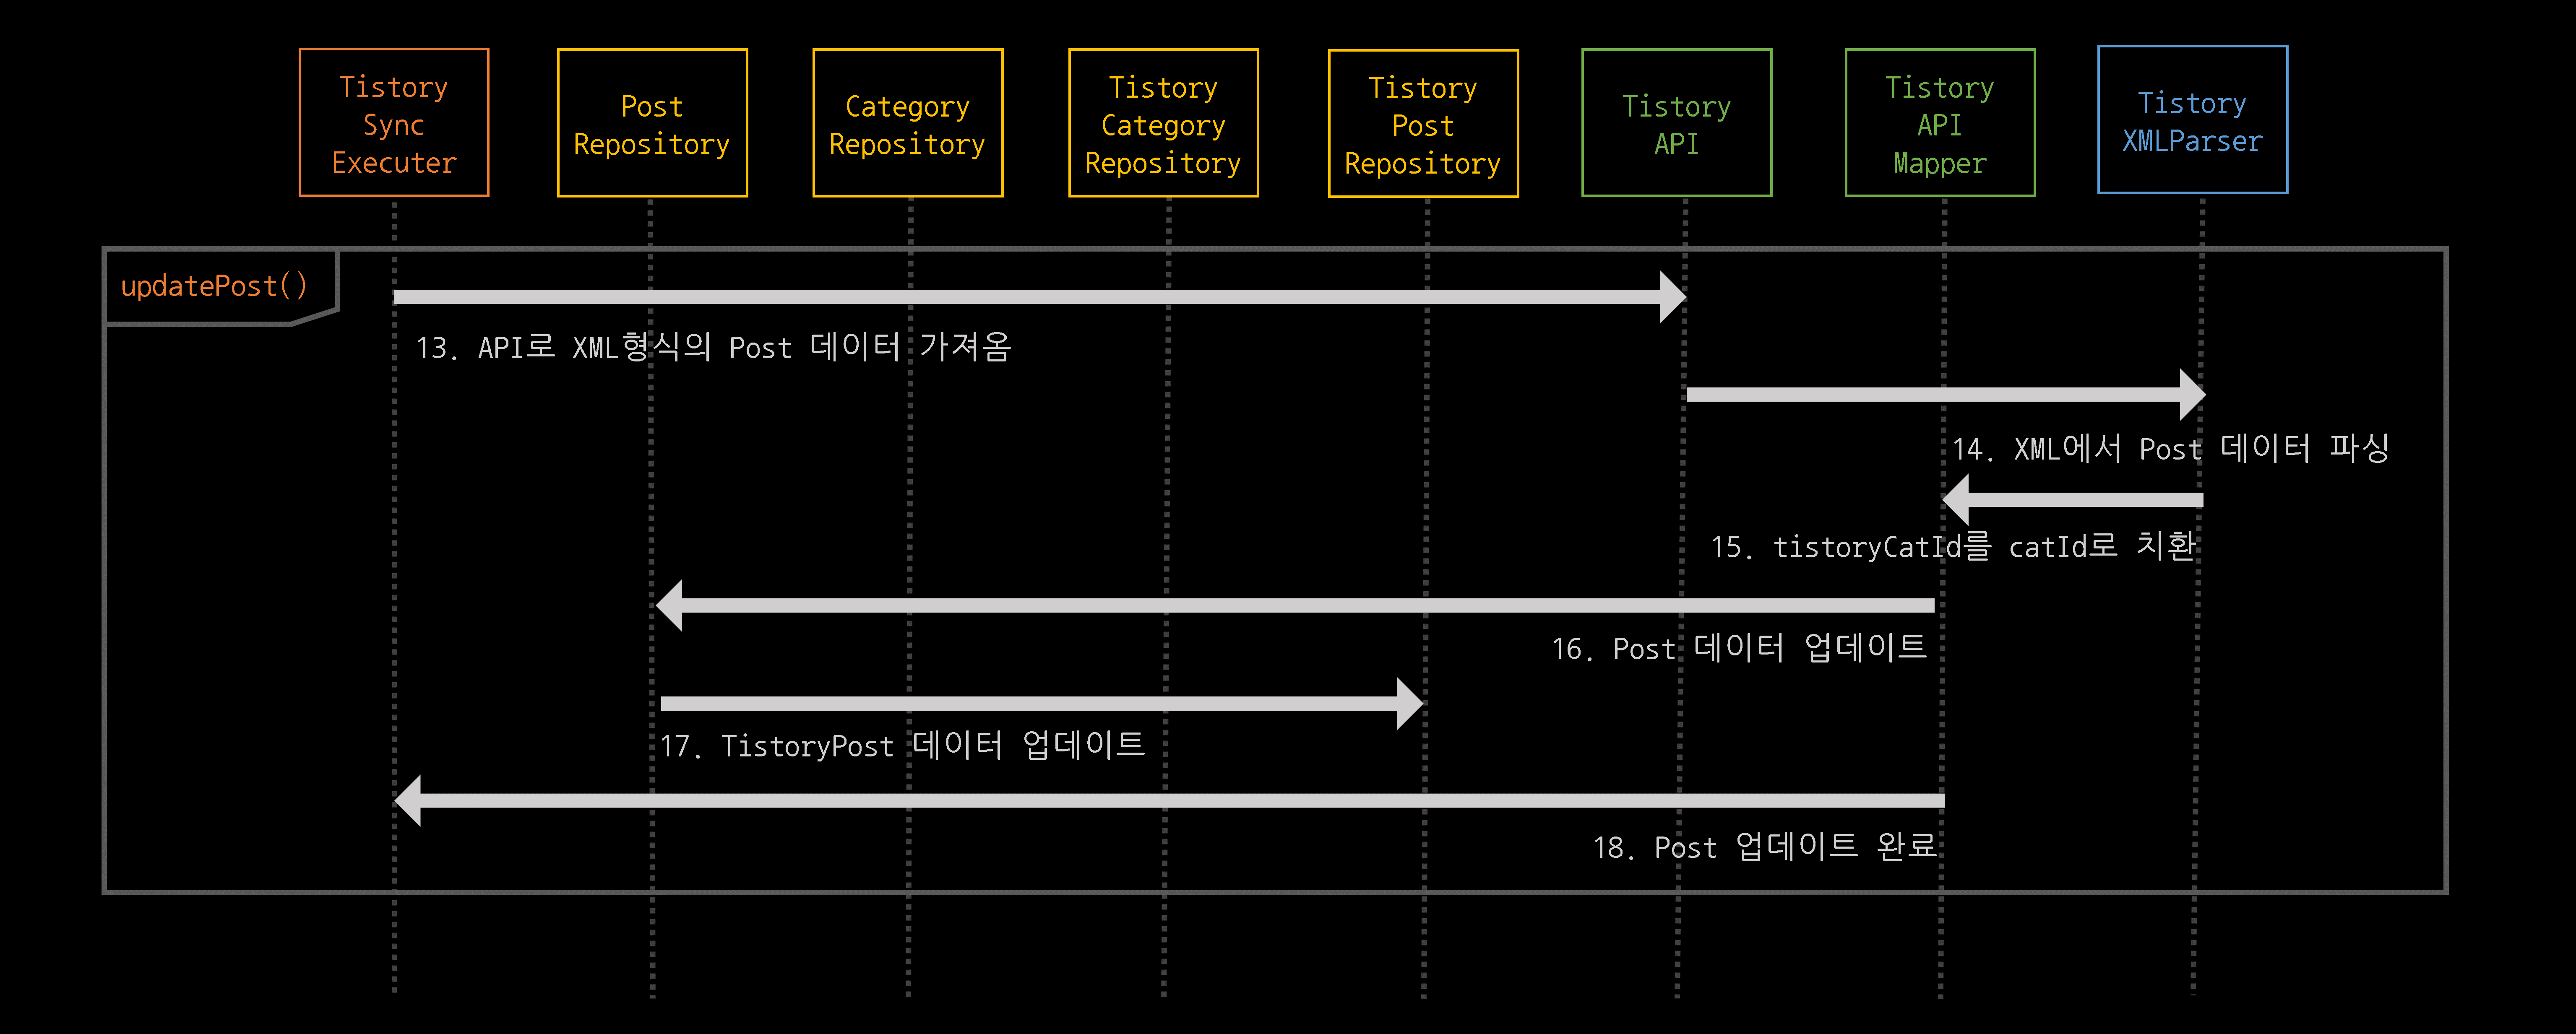 Tistory
Sync
Executer
Post
Repository
Category
Repository
Tistory
Category
Repository
Tistory
Post
Repository
Tistory
API
Tistory
API
Mapper
Tistory
XMLParser
updatePost()
13. API로 XML형식의 Post 데이터 가져옴
14. XML에서 Post 데이터 파싱
15. tistoryCatId를 catId로 치환
16. Post 데이터 업데이트
17. TistoryPost 데이터 업데이트
18. Post 업데이트 완료